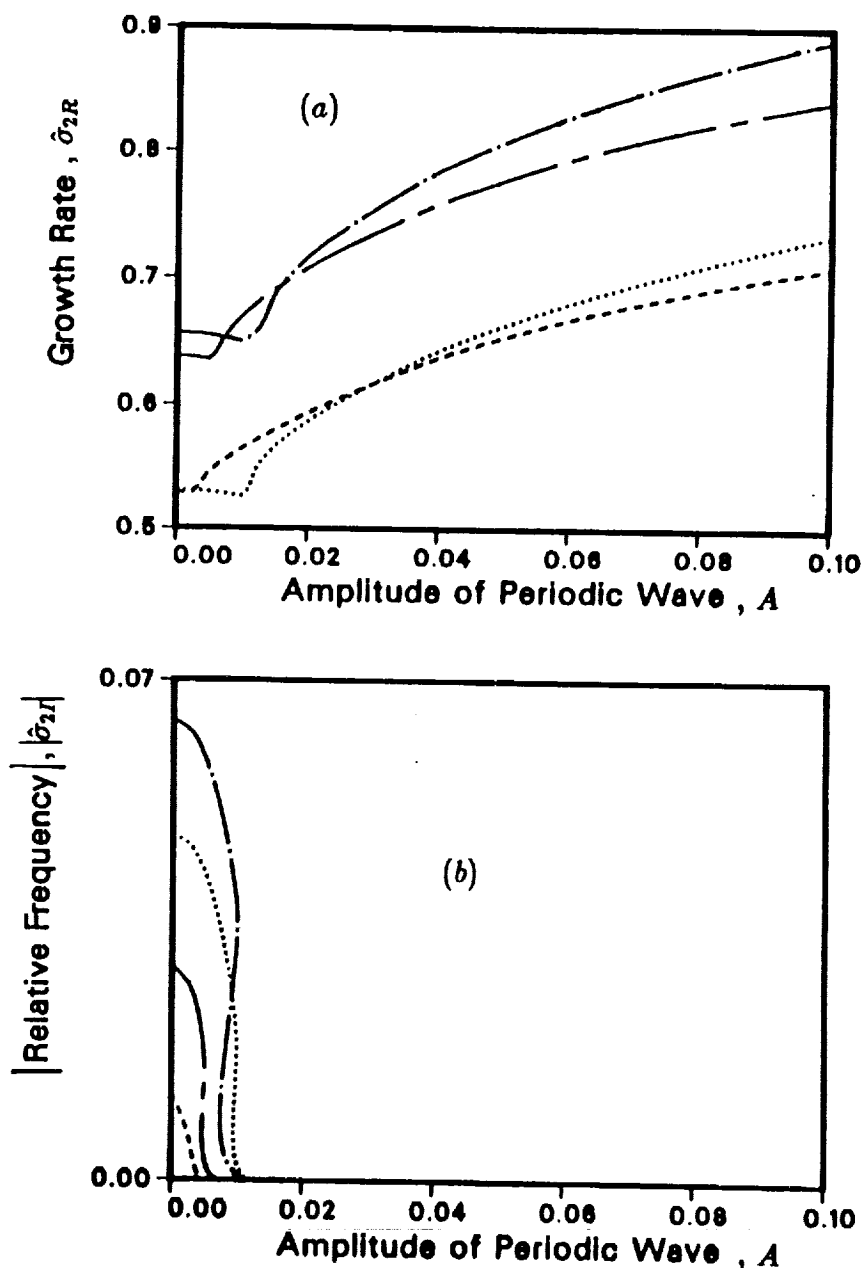 0.9
(a)
0.8
0.7
0.6
0.5
Growth Rate , σ̂₂R
0.00 0.02 0.04 0.06 0.08 0.10
Amplitude of Periodic Wave , A
0.07
(b)
0.00
|Relative Frequency|, |σ̂₂I|
0.00 0.02 0.04 0.06 0.08 0.10
Amplitude of Periodic Wave , A